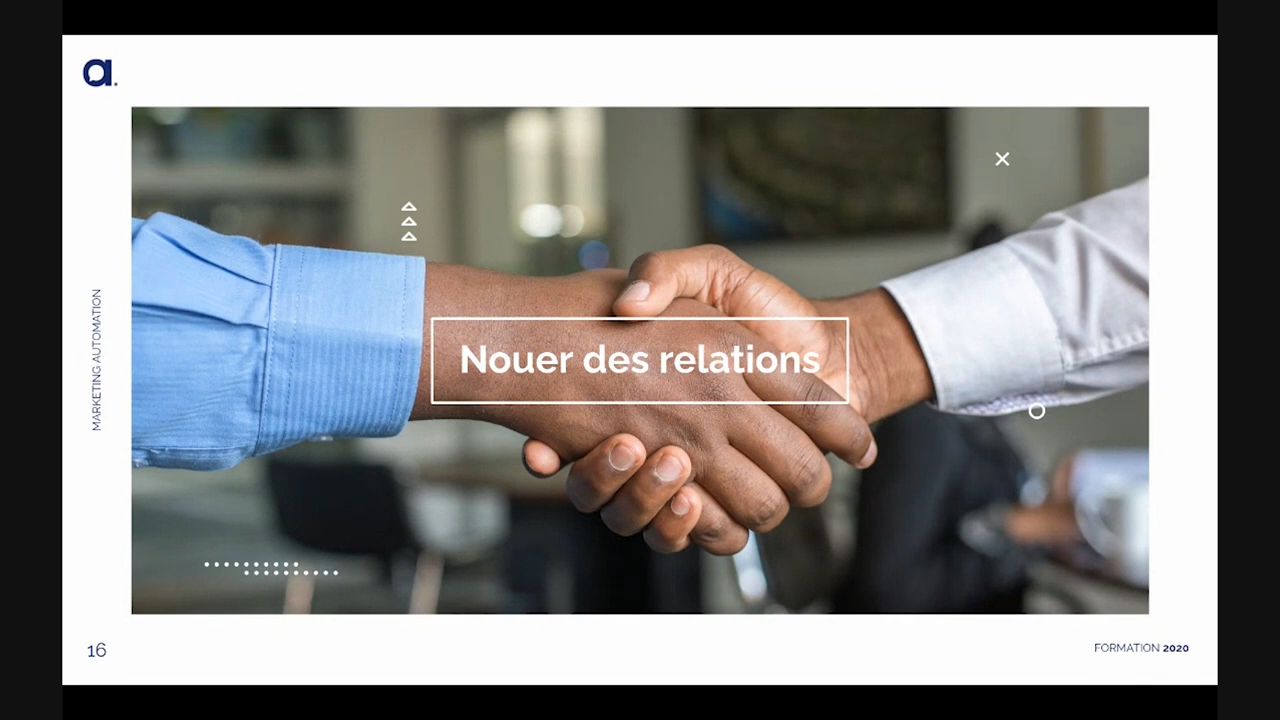 a.
MARKETING AUTOMATION
Nouer des relations
16
FORMATION 2020